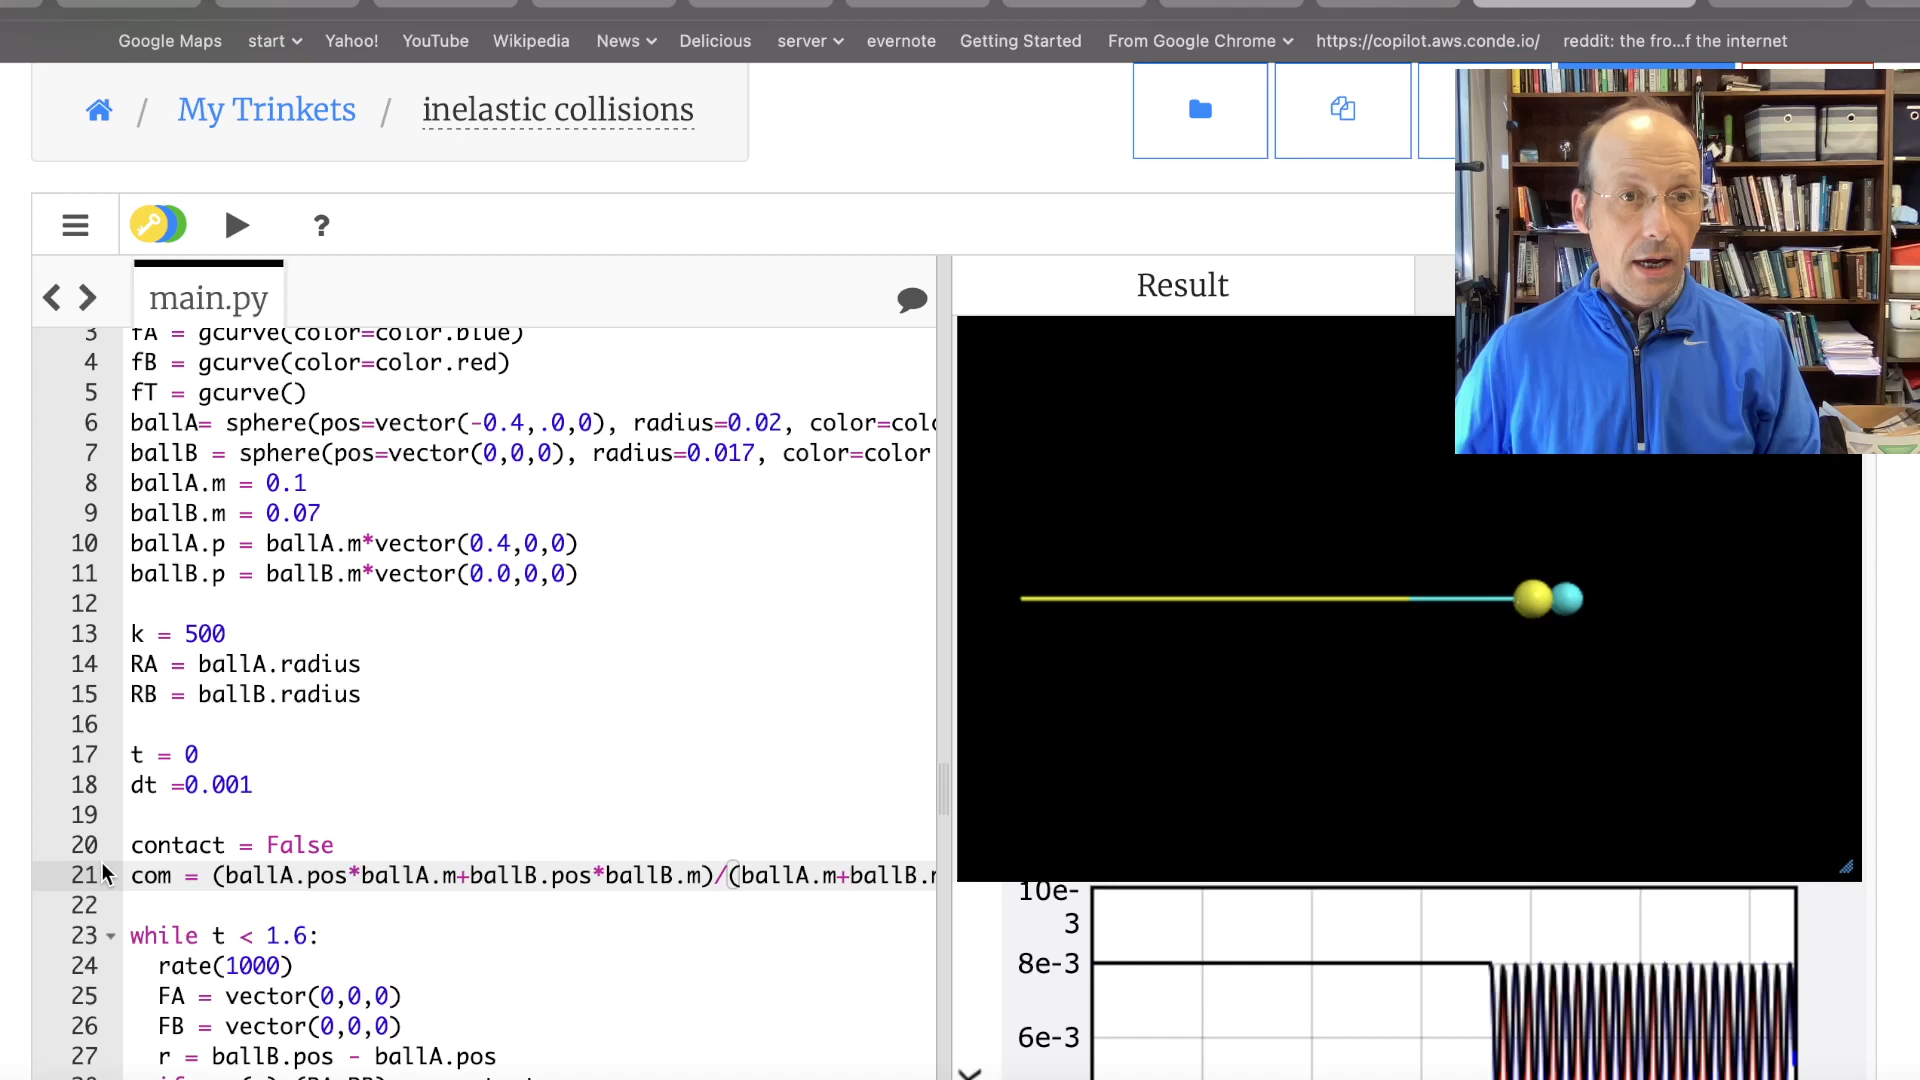 Google Maps start Yahoo! YouTube Wikipedia News Delicious server evernote Getting Started From Google Chrome https://copilot.aws.conde.io/ reddit: the fro...f the internet
/ My Trinkets / inelastic collisions
?
main.py
Result
3 fA = gcurve(color=color.blue)
4 fB = gcurve(color=color.red)
5 fT = gcurve()
6 ballA= sphere(pos=vector(-0.4,.0,0), radius=0.02, color=col
7 ballB = sphere(pos=vector(0,0,0), radius=0.017, color=color
8 ballA.m = 0.1
9 ballB.m = 0.07
10 ballA.p = ballA.m*vector(0.4,0,0)
11 ballB.p = ballB.m*vector(0.0,0,0)
12
13 k = 500
14 RA = ballA.radius
15 RB = ballB.radius
16
17 t = 0
18 dt =0.001
19
20 contact = False
21 com = (ballA.pos*ballA.m+ballB.pos*ballB.m)/(ballA.m+ballB.
22
23 while t < 1.6:
24 rate(1000)
25 FA = vector(0,0,0)
26 FB = vector(0,0,0)
27 r = ballB.pos - ballA.pos
10e-
3
8e-3
6e-3